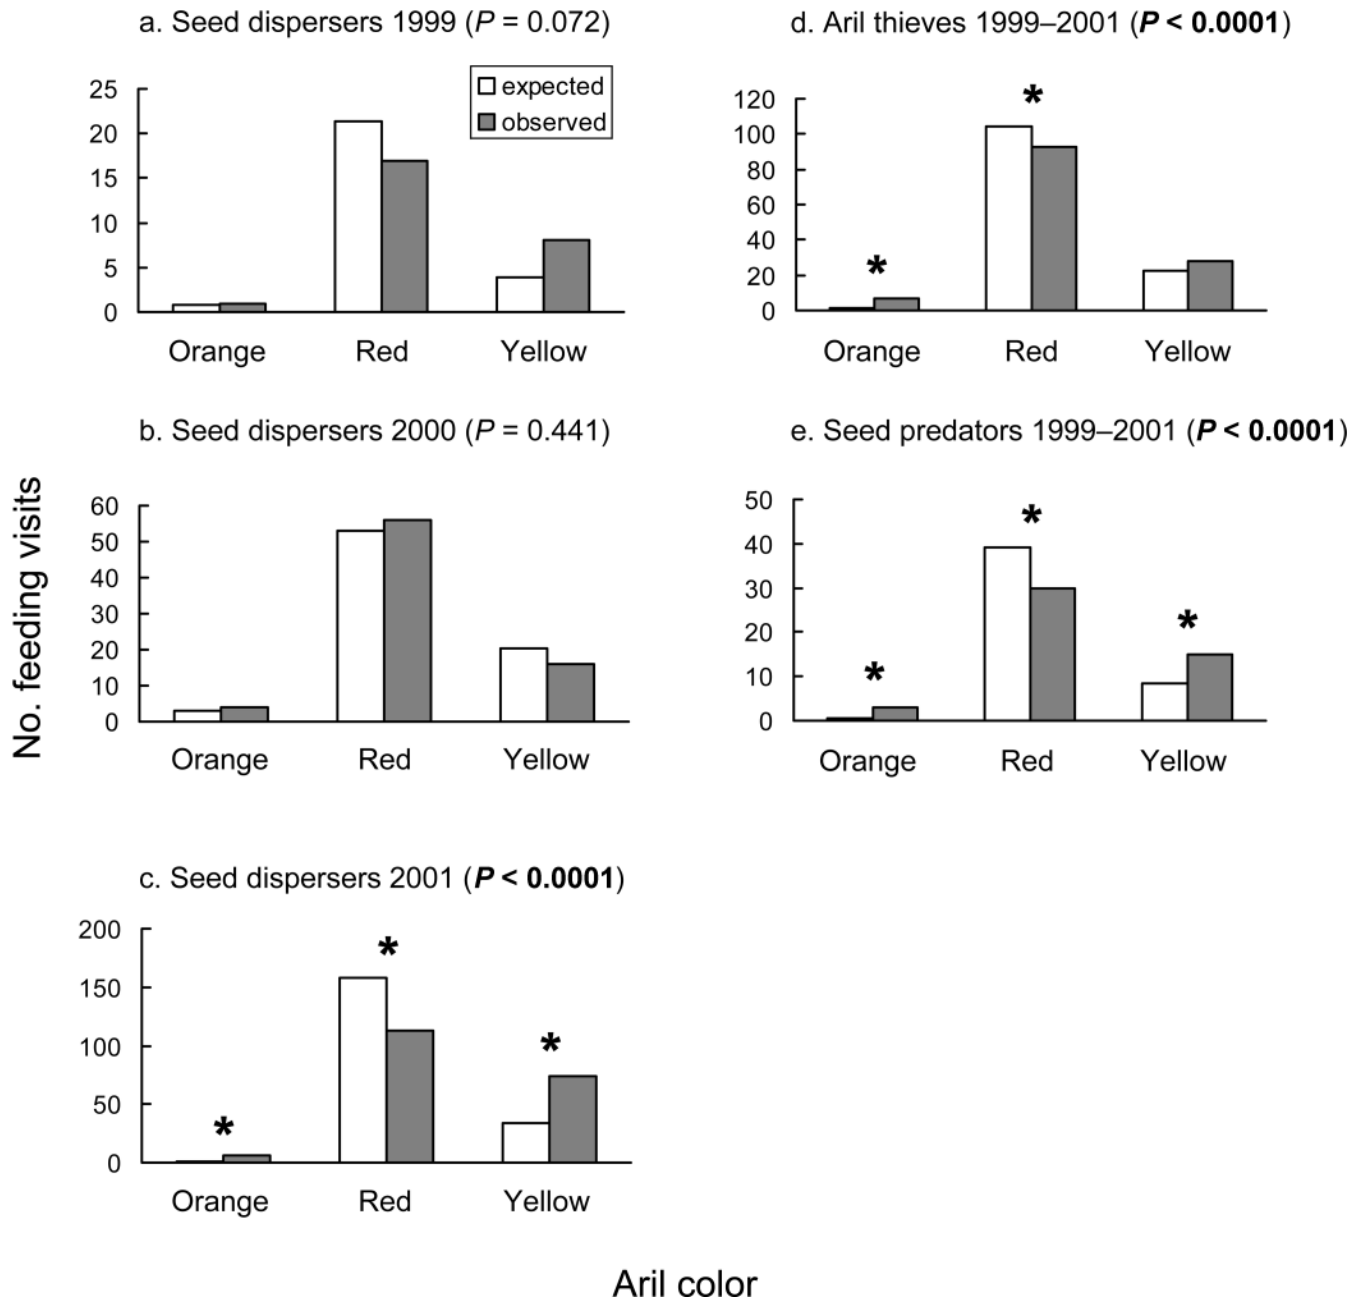 a. Seed dispersers 1999 (P = 0.072)
25
20
15
10
5
0
expected
observed
Orange Red Yellow
b. Seed dispersers 2000 (P = 0.441)
60
50
40
30
20
10
0
Orange Red Yellow
c. Seed dispersers 2001 (P < 0.0001)
200
150
100
50
0
* * *
Orange Red Yellow
d. Aril thieves 1999–2001 (P < 0.0001)
120
100
80
60
40
20
0
* *
Orange Red Yellow
e. Seed predators 1999–2001 (P < 0.0001)
50
40
30
20
10
0
* * *
Orange Red Yellow
No. feeding visits
Aril color